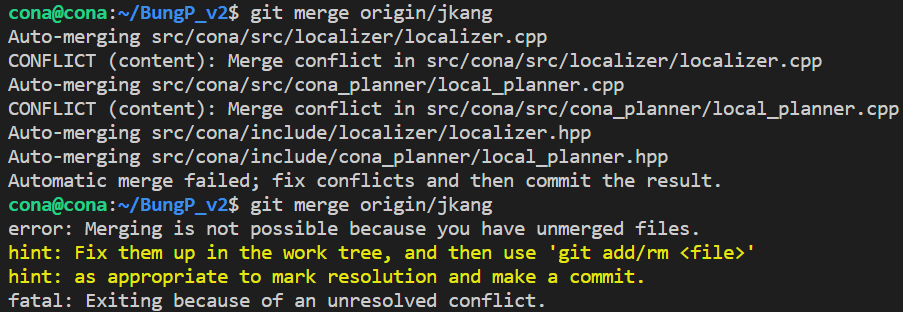 cona@cona:~/BungP_v2$ git merge origin/jkang
Auto-merging src/cona/src/localizer/localizer.cpp
CONFLICT (content): Merge conflict in src/cona/src/localizer/localizer.cpp
Auto-merging src/cona/src/cona_planner/local_planner.cpp
CONFLICT (content): Merge conflict in src/cona/src/cona_planner/local_planner.cpp
Auto-merging src/cona/include/localizer/localizer.hpp
Auto-merging src/cona/include/cona_planner/local_planner.hpp
Automatic merge failed; fix conflicts and then commit the result.
cona@cona:~/BungP_v2$ git merge origin/jkang
error: Merging is not possible because you have unmerged files.
hint: Fix them up in the work tree, and then use 'git add/rm <file>'
hint: as appropriate to mark resolution and make a commit.
fatal: Exiting because of an unresolved conflict.